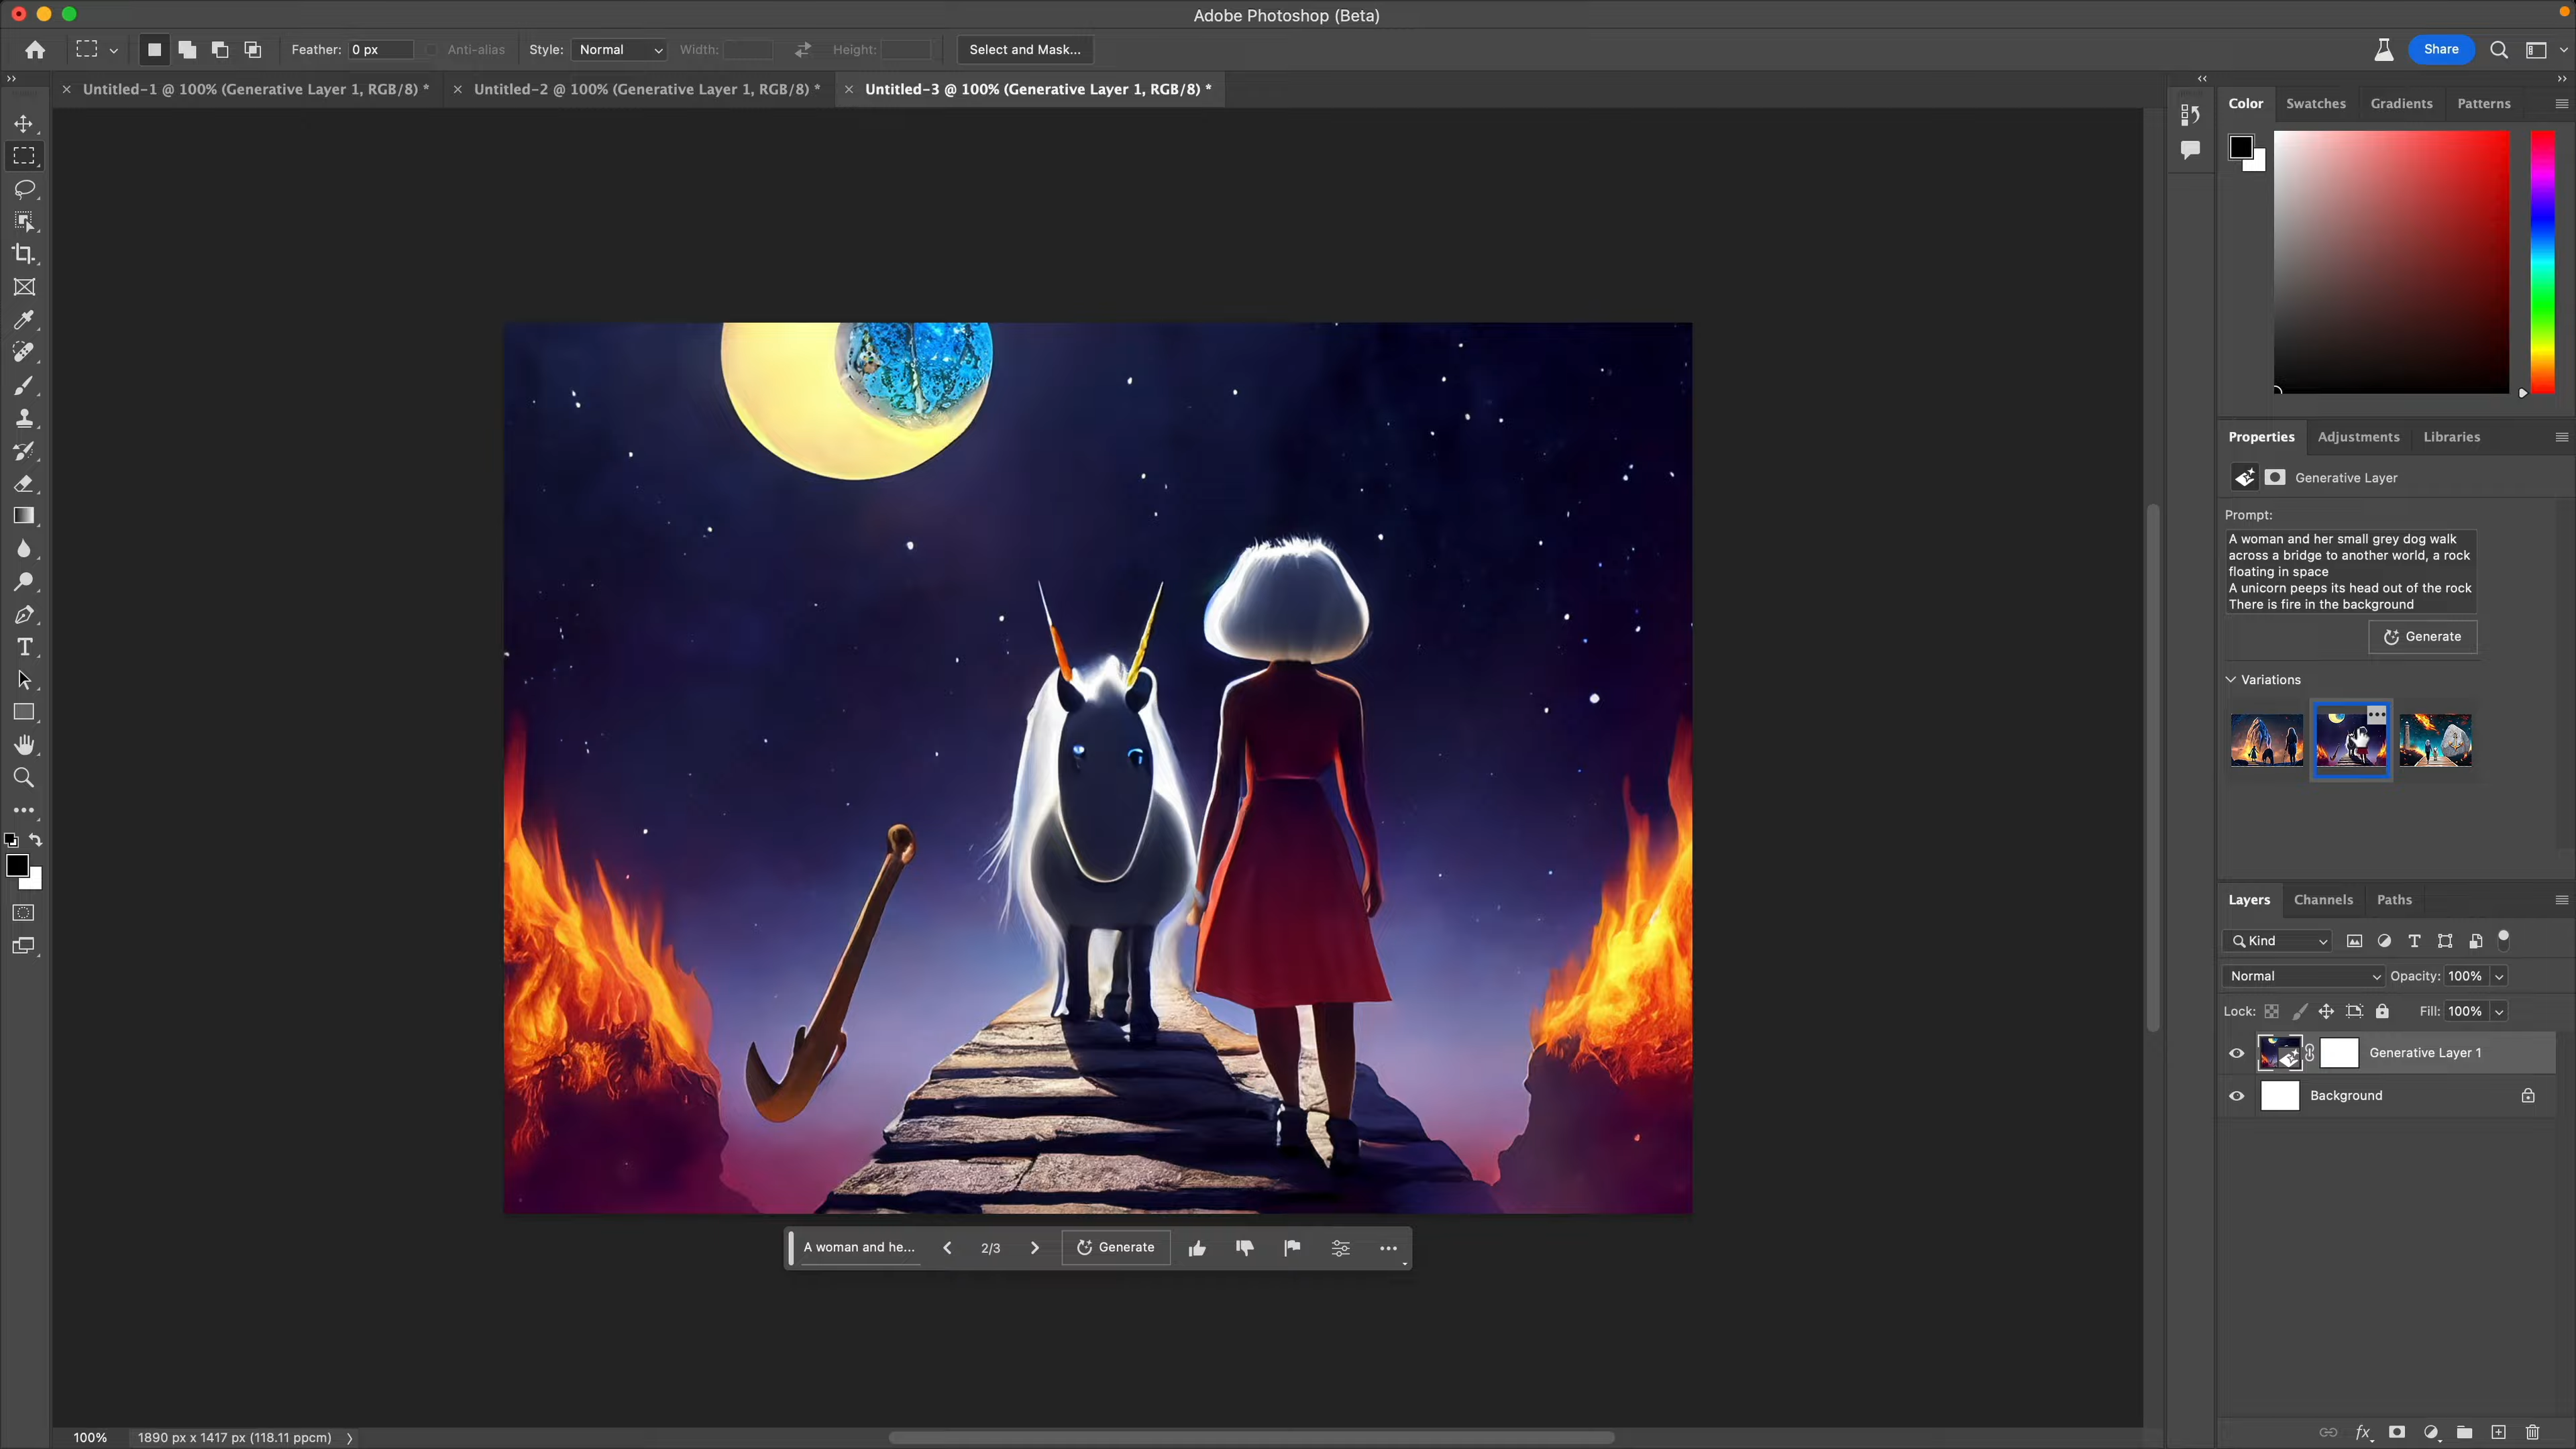 Adobe Photoshop (Beta)
Feather: 0 px Anti-alias Style: Normal Width: Height: Select and Mask... Share
Untitled-1 @ 100% (Generative Layer 1, RGB/8) * Untitled-2 @ 100% (Generative Layer 1, RGB/8) * Untitled-3 @ 100% (Generative Layer 1, RGB/8) *
Color Swatches Gradients Patterns
Properties Adjustments Libraries
Generative Layer
Prompt:
A woman and her small grey dog walk
across a bridge to another world, a rock
floating in space
A unicorn peeps its head out of the rock
There is fire in the background
Generate
Variations
Layers Channels Paths
Kind
Normal Opacity: 100%
Lock: Fill: 100%
Generative Layer 1
Background
A woman and he... 2/3 Generate
100% 1890 px x 1417 px (118.11 ppcm)